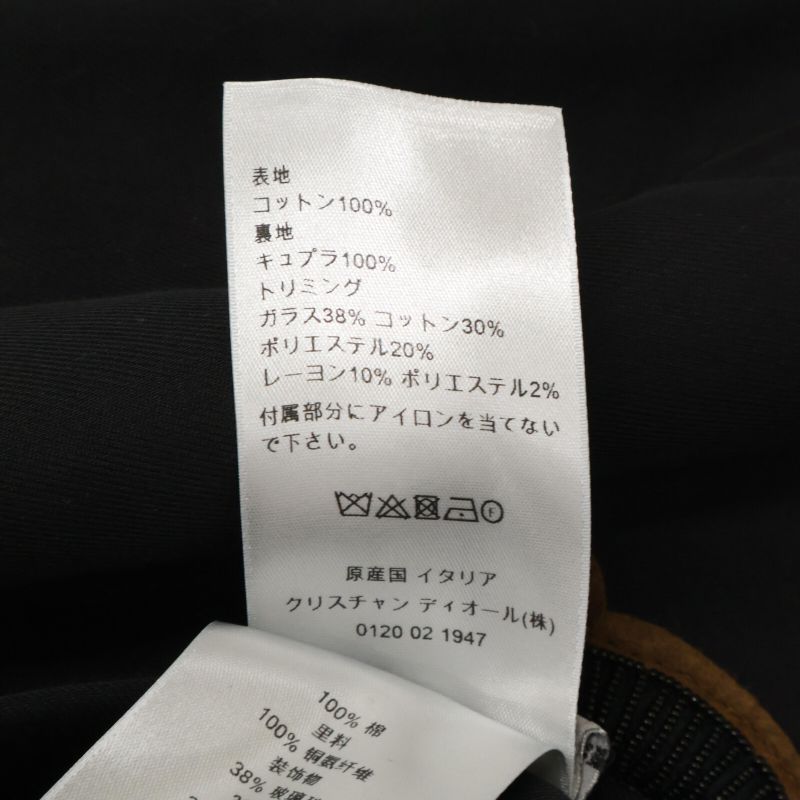 表地
コットン100%
裏地
キュプラ100%
トリミング
ガラス38% コットン30%
ポリエステル20%
レーヨン10% ポリエステル2%
付属部分にアイロンを当てない
で下さい。
F
原産国 イタリア
クリスチャン ディオール(株)
0120 02 1947
100% 棉
里料
100% 铜氨纤维
装饰物
38% 玻璃